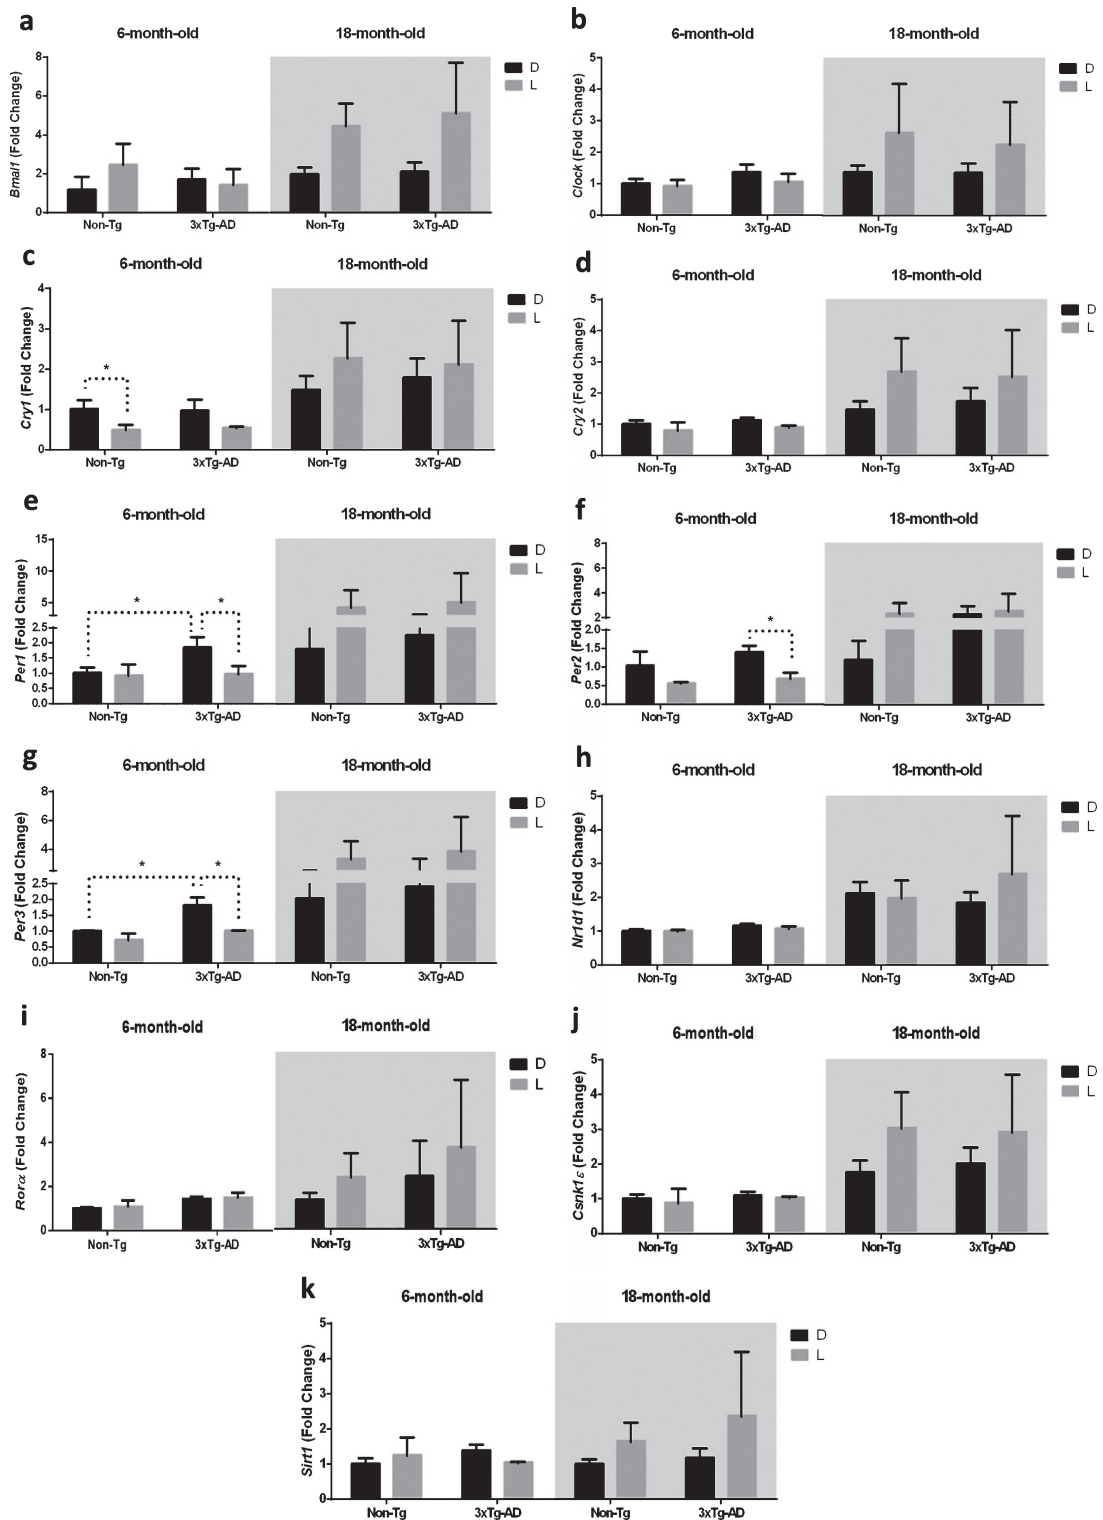 a
6-month-old 18-month-old
Bmal1 (Fold Change)
8
6
4
2
0
Non-Tg 3xTg-AD Non-Tg 3xTg-AD
D
L
b
6-month-old 18-month-old
Clock (Fold Change)
5
4
3
2
1
0
Non-Tg 3xTg-AD Non-Tg 3xTg-AD
D
L
c
6-month-old 18-month-old
Cry1 (Fold Change)
4
3
2
1
0
*
Non-Tg 3xTg-AD Non-Tg 3xTg-AD
D
L
d
6-month-old 18-month-old
Cry2 (Fold Change)
5
4
3
2
1
0
Non-Tg 3xTg-AD Non-Tg 3xTg-AD
D
L
e
6-month-old 18-month-old
Per1 (Fold Change)
15
10
5
2.5
2.0
1.5
1.0
0.5
0.0
* *
Non-Tg 3xTg-AD Non-Tg 3xTg-AD
D
L
f
6-month-old 18-month-old
Per2 (Fold Change)
8
6
4
2
2.0
1.5
1.0
0.5
0.0
*
Non-Tg 3xTg-AD Non-Tg 3xTg-AD
D
L
g
6-month-old 18-month-old
Per3 (Fold Change)
8
6
4
2.5
2.0
1.5
1.0
0.5
0.0
* *
Non-Tg 3xTg-AD Non-Tg 3xTg-AD
D
L
h
6-month-old 18-month-old
Nr1d1 (Fold Change)
5
4
3
2
1
0
Non-Tg 3xTg-AD Non-Tg 3xTg-AD
D
L
i
6-month-old 18-month-old
Rorα (Fold Change)
8
6
4
2
0
Non-Tg 3xTg-AD Non-Tg 3xTg-AD
D
L
j
6-month-old 18-month-old
Csnk1ε (Fold Change)
5
4
3
2
1
0
Non-Tg 3xTg-AD Non-Tg 3xTg-AD
D
L
k
6-month-old 18-month-old
Sirt1 (Fold Change)
5
4
3
2
1
0
Non-Tg 3xTg-AD Non-Tg 3xTg-AD
D
L